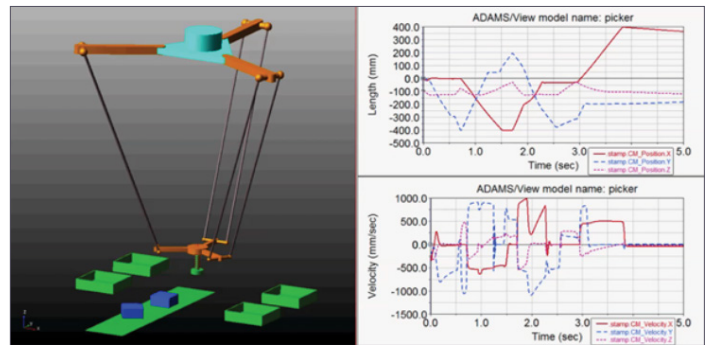 ADAMS/View model name: picker
400.0
300.0
200.0
100.0
0.0
-100.0
-200.0
-300.0
-400.0
-500.0
Length (mm)
0.0 1.0 2.0 3.0 4.0 5.0
Time (sec)
stamp.CM_Position.X
stamp.CM_Position.Y
stamp.CM_Position.Z
ADAMS/View model name: picker
1000.0
500.0
0.0
-500.0
-1000.0
-1500.0
Velocity (mm/sec)
0.0 1.0 2.0 3.0 4.0 5.0
Time (sec)
stamp.CM_Velocity.X
stamp.CM_Velocity.Y
stamp.CM_Velocity.Z